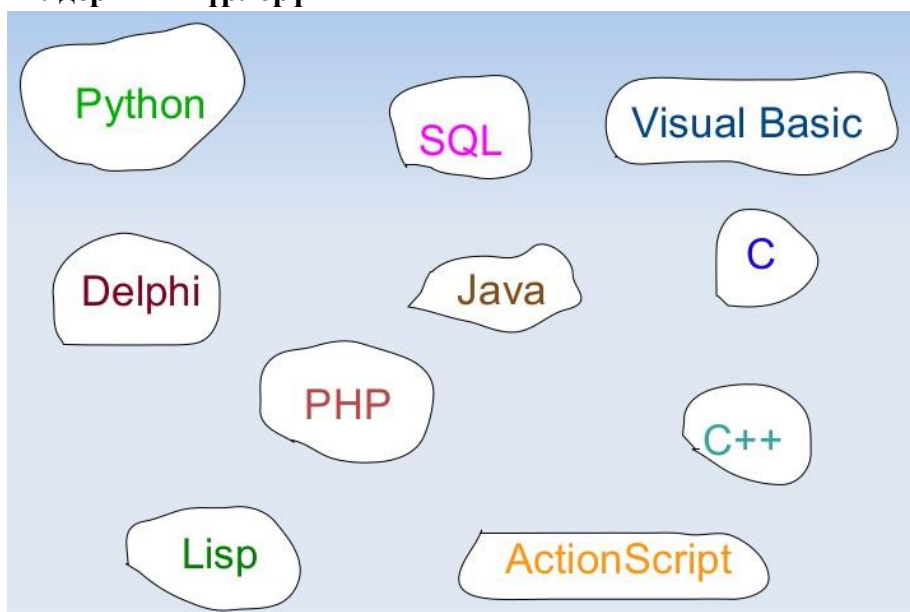 Python
SQL
Visual Basic
Delphi
Java
C
PHP
C++
Lisp
ActionScript